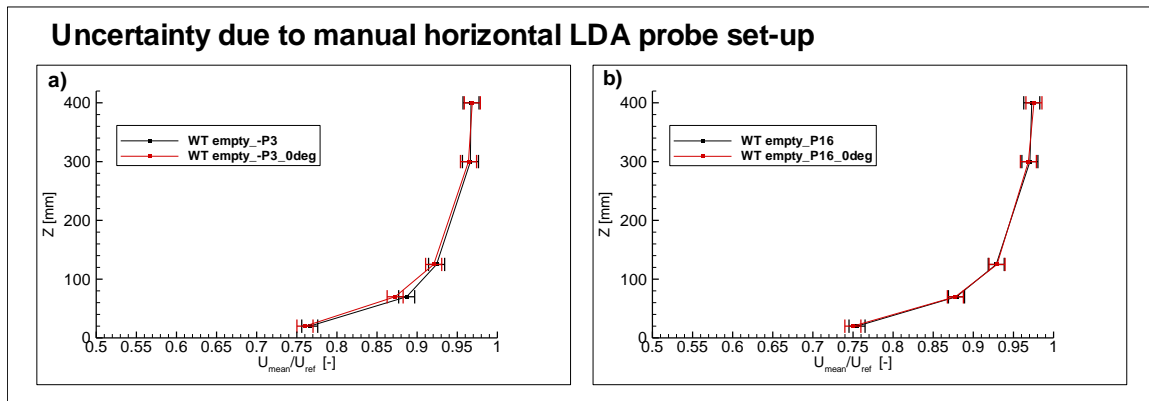 Uncertainty due to manual horizontal LDA probe set-up
a)
400
300
200
100
0
Z [mm]
WT empty_-P3
WT empty_-P3_0deg
0.5 0.55 0.6 0.65 0.7 0.75 0.8 0.85 0.9 0.95 1
Umean/Uref [-]
b)
400
300
200
100
0
Z [mm]
WT empty_P16
WT empty_P16_0deg
0.5 0.55 0.6 0.65 0.7 0.75 0.8 0.85 0.9 0.95 1
Umean/Uref [-]